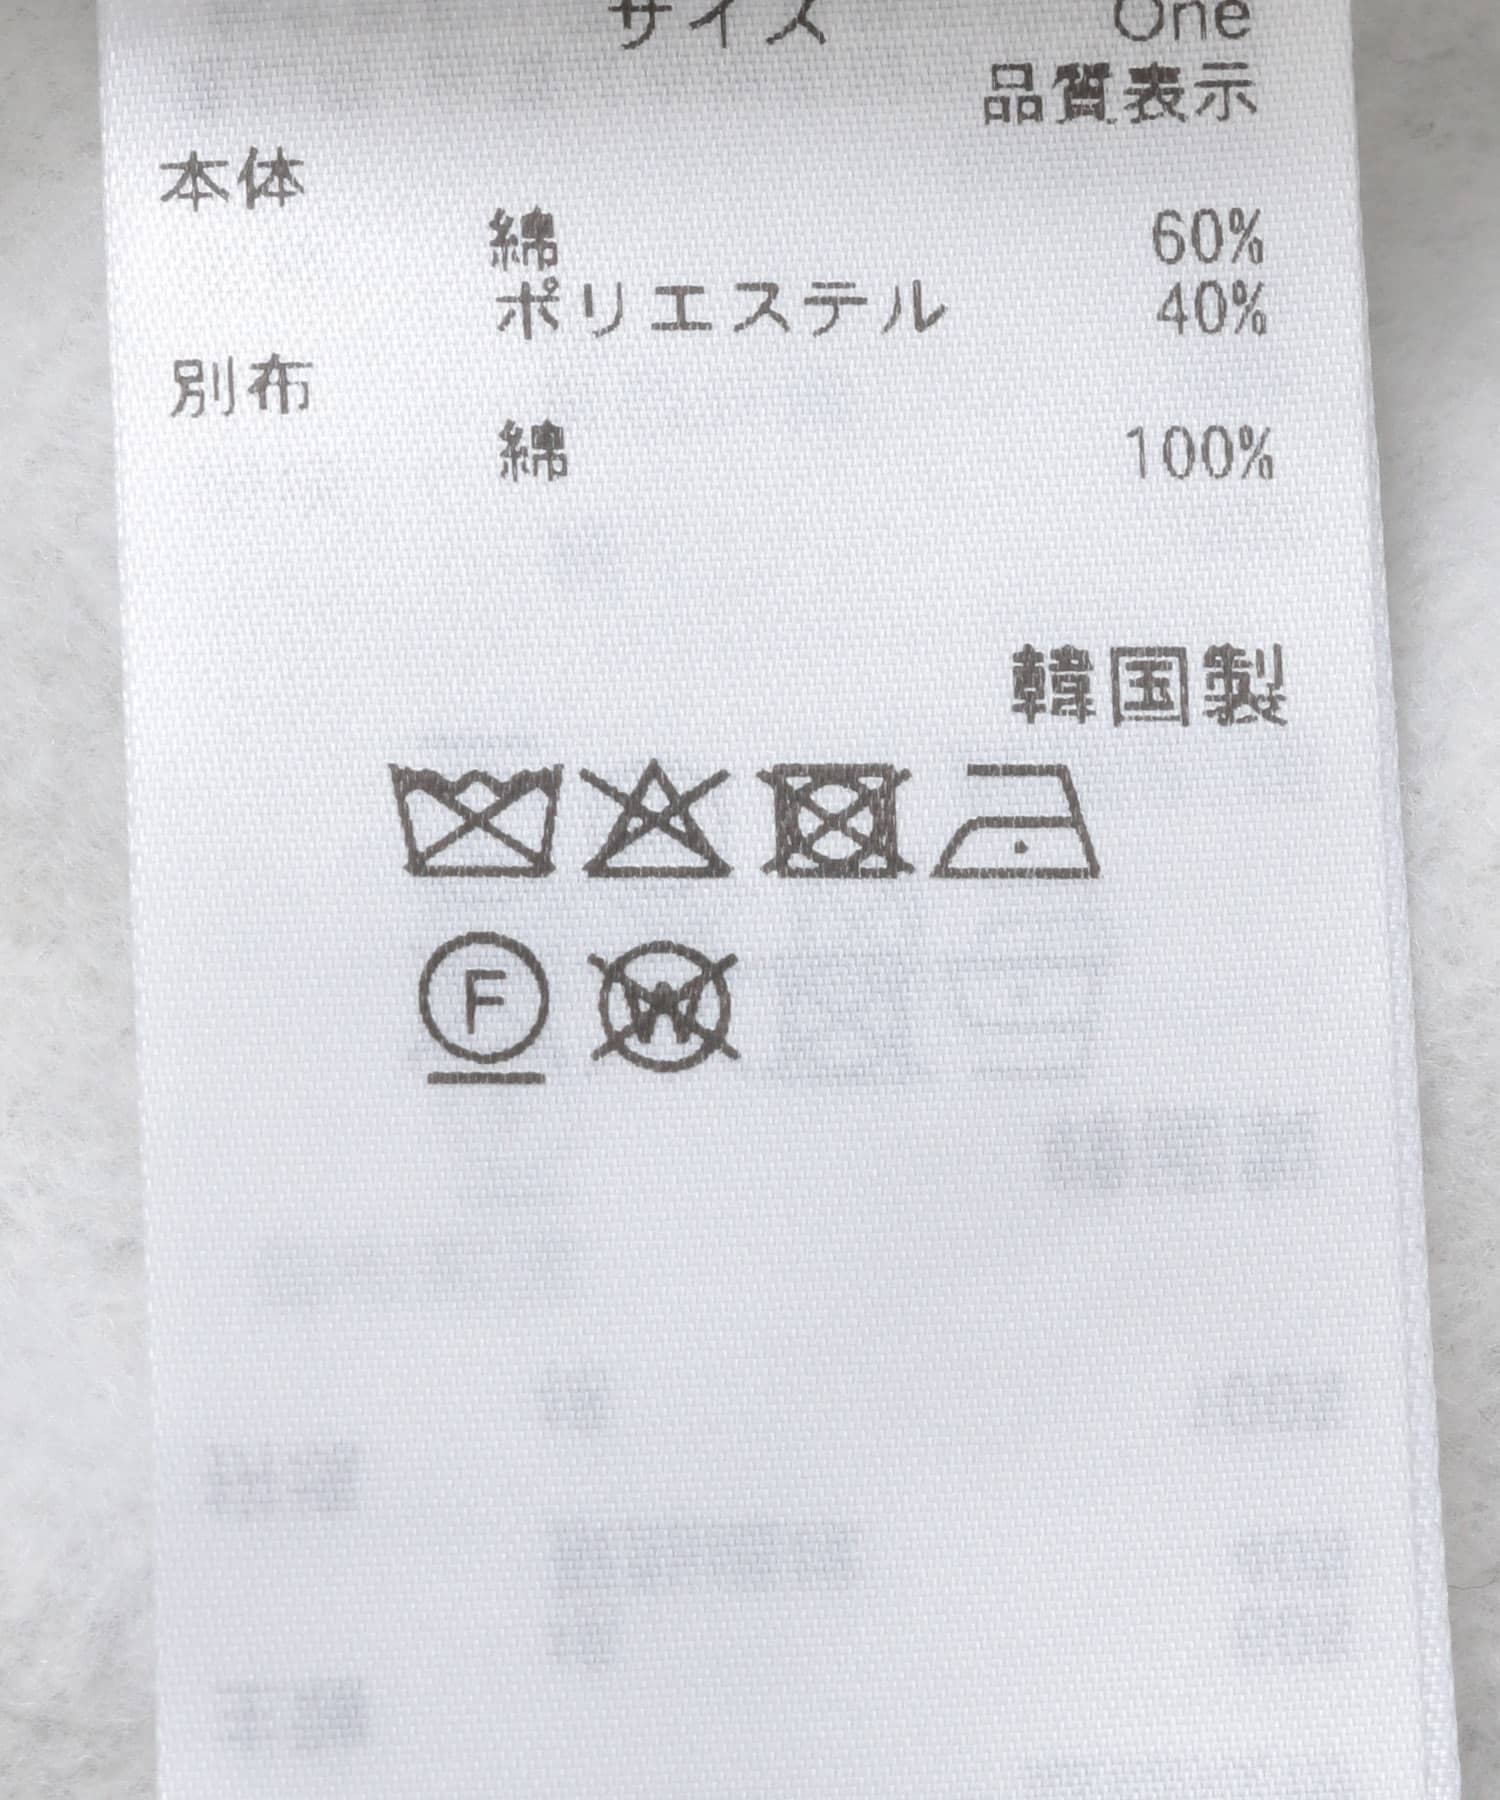 サイズ One
品質表示
本体
綿 60%
ポリエステル 40%
別布
綿 100%
韓国製
F W